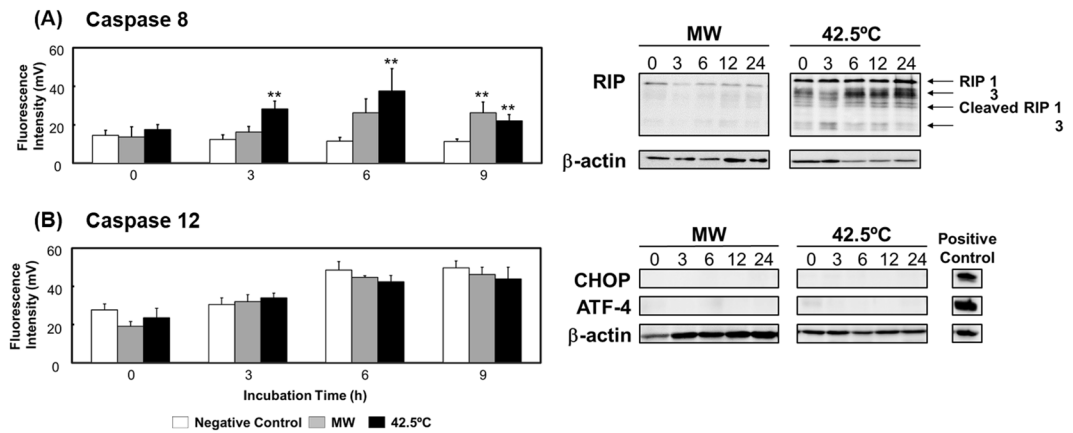 (A) Caspase 8
Fluorescence
Intensity (mV)
60
40
20
0
**
**
**
**
0 3 6 9
MW 42.5ºC
0 3 6 12 24 0 3 6 12 24
RIP
RIP 1
3
Cleaved RIP 1
3
β-actin
(B) Caspase 12
Fluorescence
Intensity (mV)
60
40
20
0
0 3 6 9
Incubation Time (h)
Negative Control MW 42.5ºC
MW 42.5ºC Positive
Control
0 3 6 12 24 0 3 6 12 24
CHOP
ATF-4
β-actin